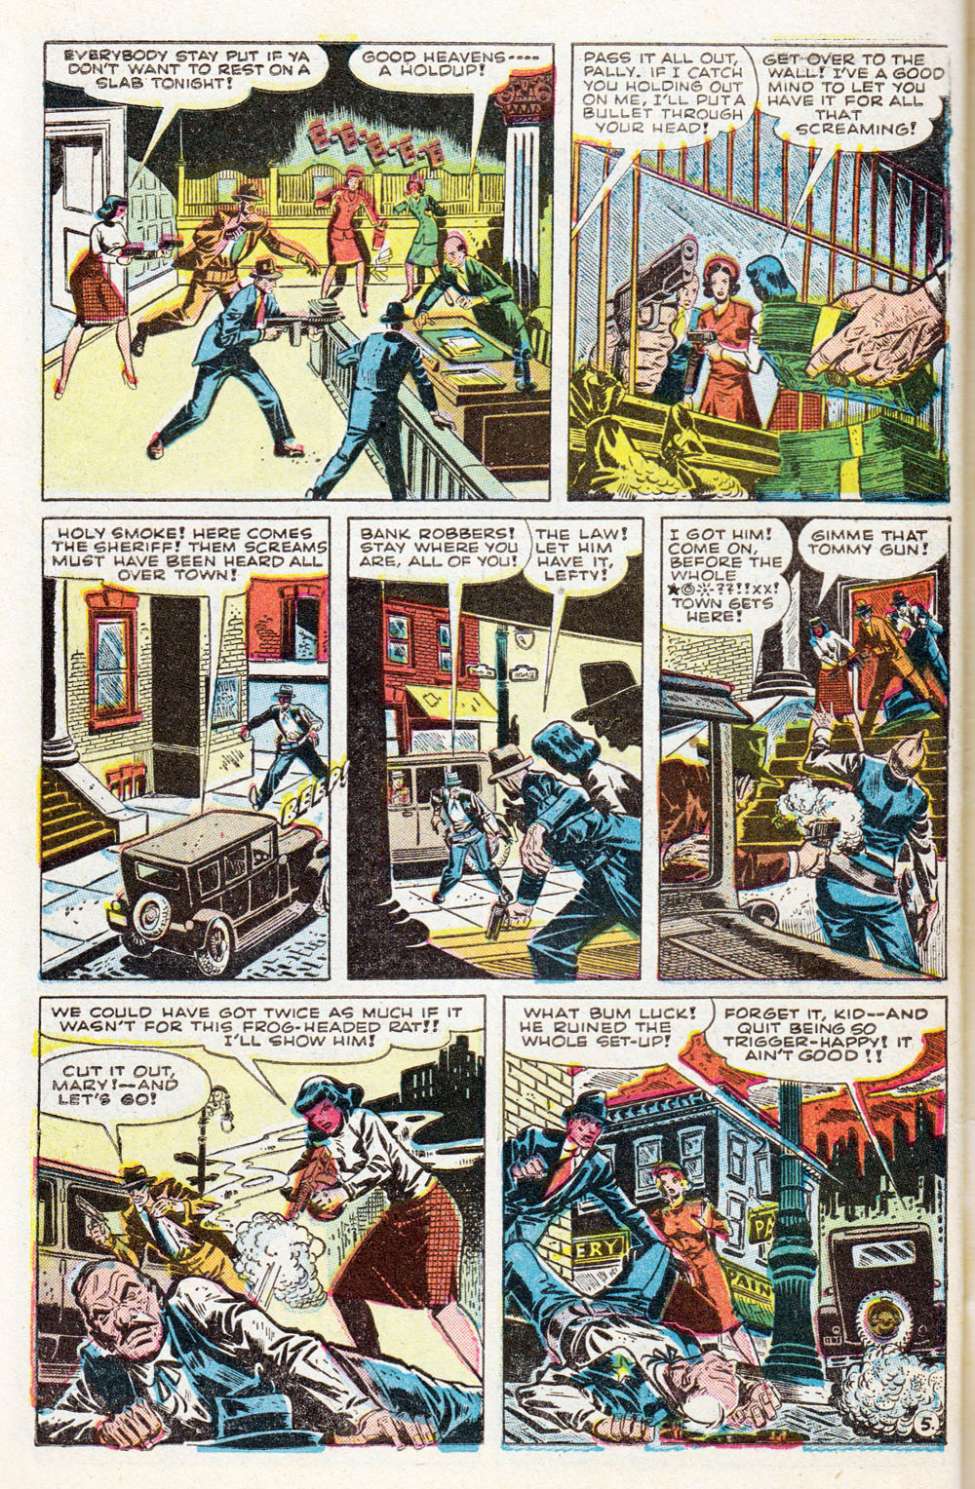 EVERYBODY STAY PUT IF YA
DON'T WANT TO REST ON A
SLAB TONIGHT!
GOOD HEAVENS----
A HOLDUP!
E-E-E-E-E
PASS IT ALL OUT,
PALLY. IF I CATCH
YOU HOLDING OUT
ON ME, I'LL PUT A
BULLET THROUGH
YOUR HEAD!
GET OVER TO THE
WALL! I'VE A GOOD
MIND TO LET YOU
HAVE IT FOR ALL
THAT
SCREAMING!
HOLY SMOKE! HERE COMES
THE SHERIFF! THEM SCREAMS
MUST HAVE BEEN HEARD ALL
OVER TOWN!
BEEP!
BANK ROBBERS!
STAY WHERE YOU
ARE, ALL OF YOU!
THE LAW!
LET HIM
HAVE IT,
LEFTY!
I GOT HIM!
COME ON,
BEFORE THE
WHOLE
★@※??!!XX!
TOWN GETS
HERE!
GIMME THAT
TOMMY GUN!
WE COULD HAVE GOT TWICE AS MUCH IF IT
WASN'T FOR THIS FROG-HEADED RAT!!
I'LL SHOW HIM!
CUT IT OUT,
MARY!—AND
LET'S GO!
WHAT BUM LUCK!
HE RUINED THE
WHOLE SET-UP!
FORGET IT, KID--AND
QUIT BEING SO
TRIGGER-HAPPY! IT
AIN'T GOOD!!
ERY
PA
PAIN
5.